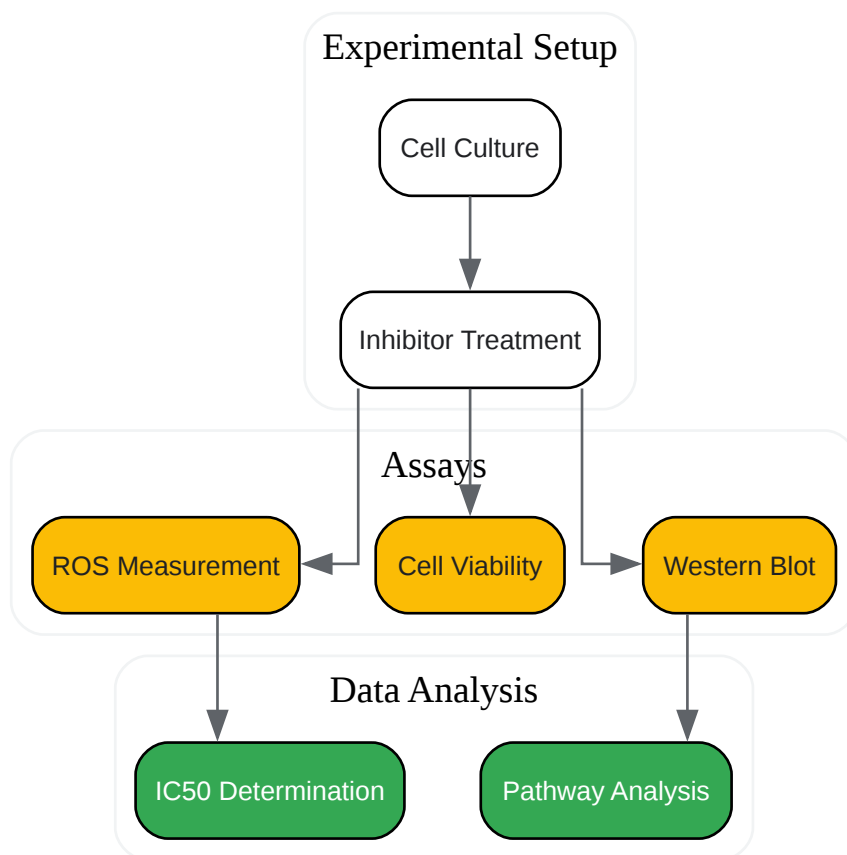 Experimental Setup
Cell Culture
Inhibitor Treatment
Assays
ROS Measurement
Cell Viability
Western Blot
Data Analysis
IC50 Determination
Pathway Analysis